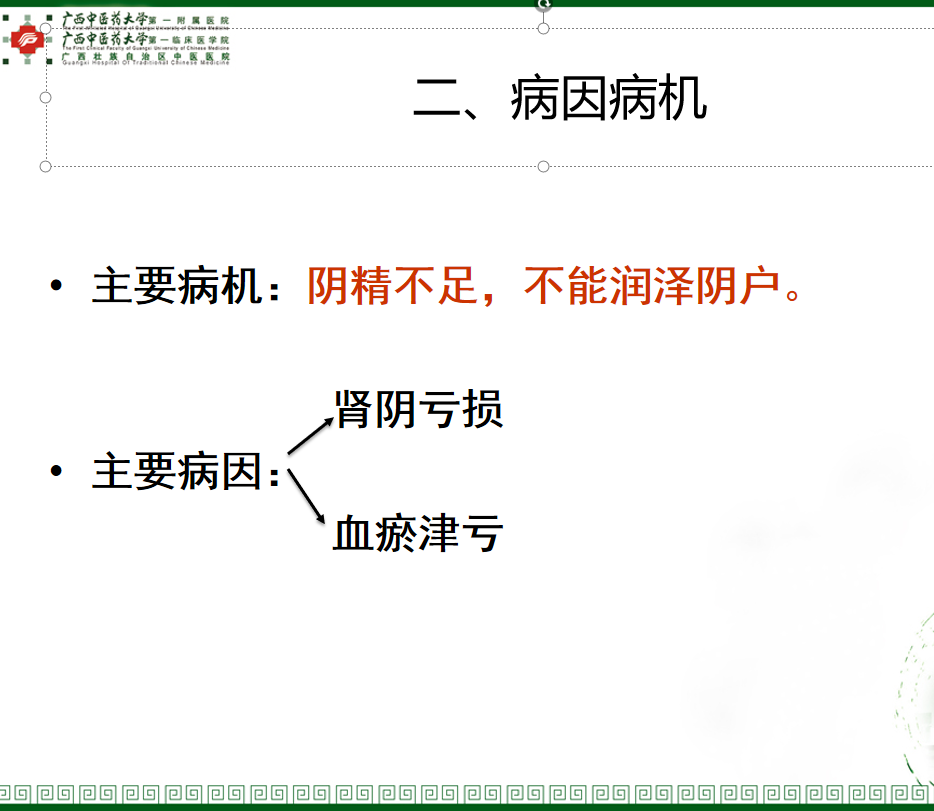 广西中医药大学第一附属医院
The First Affiliated Hospital of Guangxi University of Chinese Medicine
广西中医药大学第一临床医学院
The First Clinical Faculty of Guangxi University of Chinese Medicine
广西壮族自治区中医医院
Guangxi Hospital Of Traditional Chinese Medicine
二、病因病机
• 主要病机：阴精不足，不能润泽阴户。
肾阴亏损
• 主要病因：
血瘀津亏